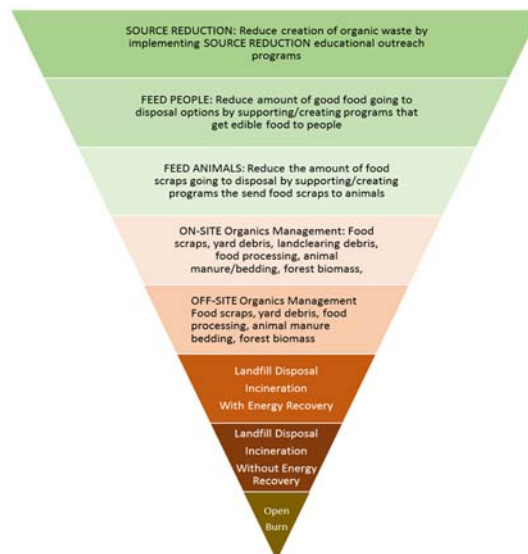 SOURCE REDUCTION: Reduce creation of organic waste by
implementing SOURCE REDUCTION educational outreach
programs
FEED PEOPLE: Reduce amount of good food going to
disposal options by supporting/creating programs that
get edible food to people
FEED ANIMALS: Reduce the amount of food
scraps going to disposal by supporting/creating
programs the send food scraps to animals
ON-SITE Organics Management: Food
scraps, yard debris, landclearing debris,
food processing, animal
manure/bedding, forest biomass,
OFF-SITE Organics Management
Food scraps, yard debris, food
processing, animal manure
bedding, forest biomass
Landfill Disposal
Incineration
With Energy Recovery
Landfill Disposal
Incineration
Without Energy
Recovery
Open
Burn